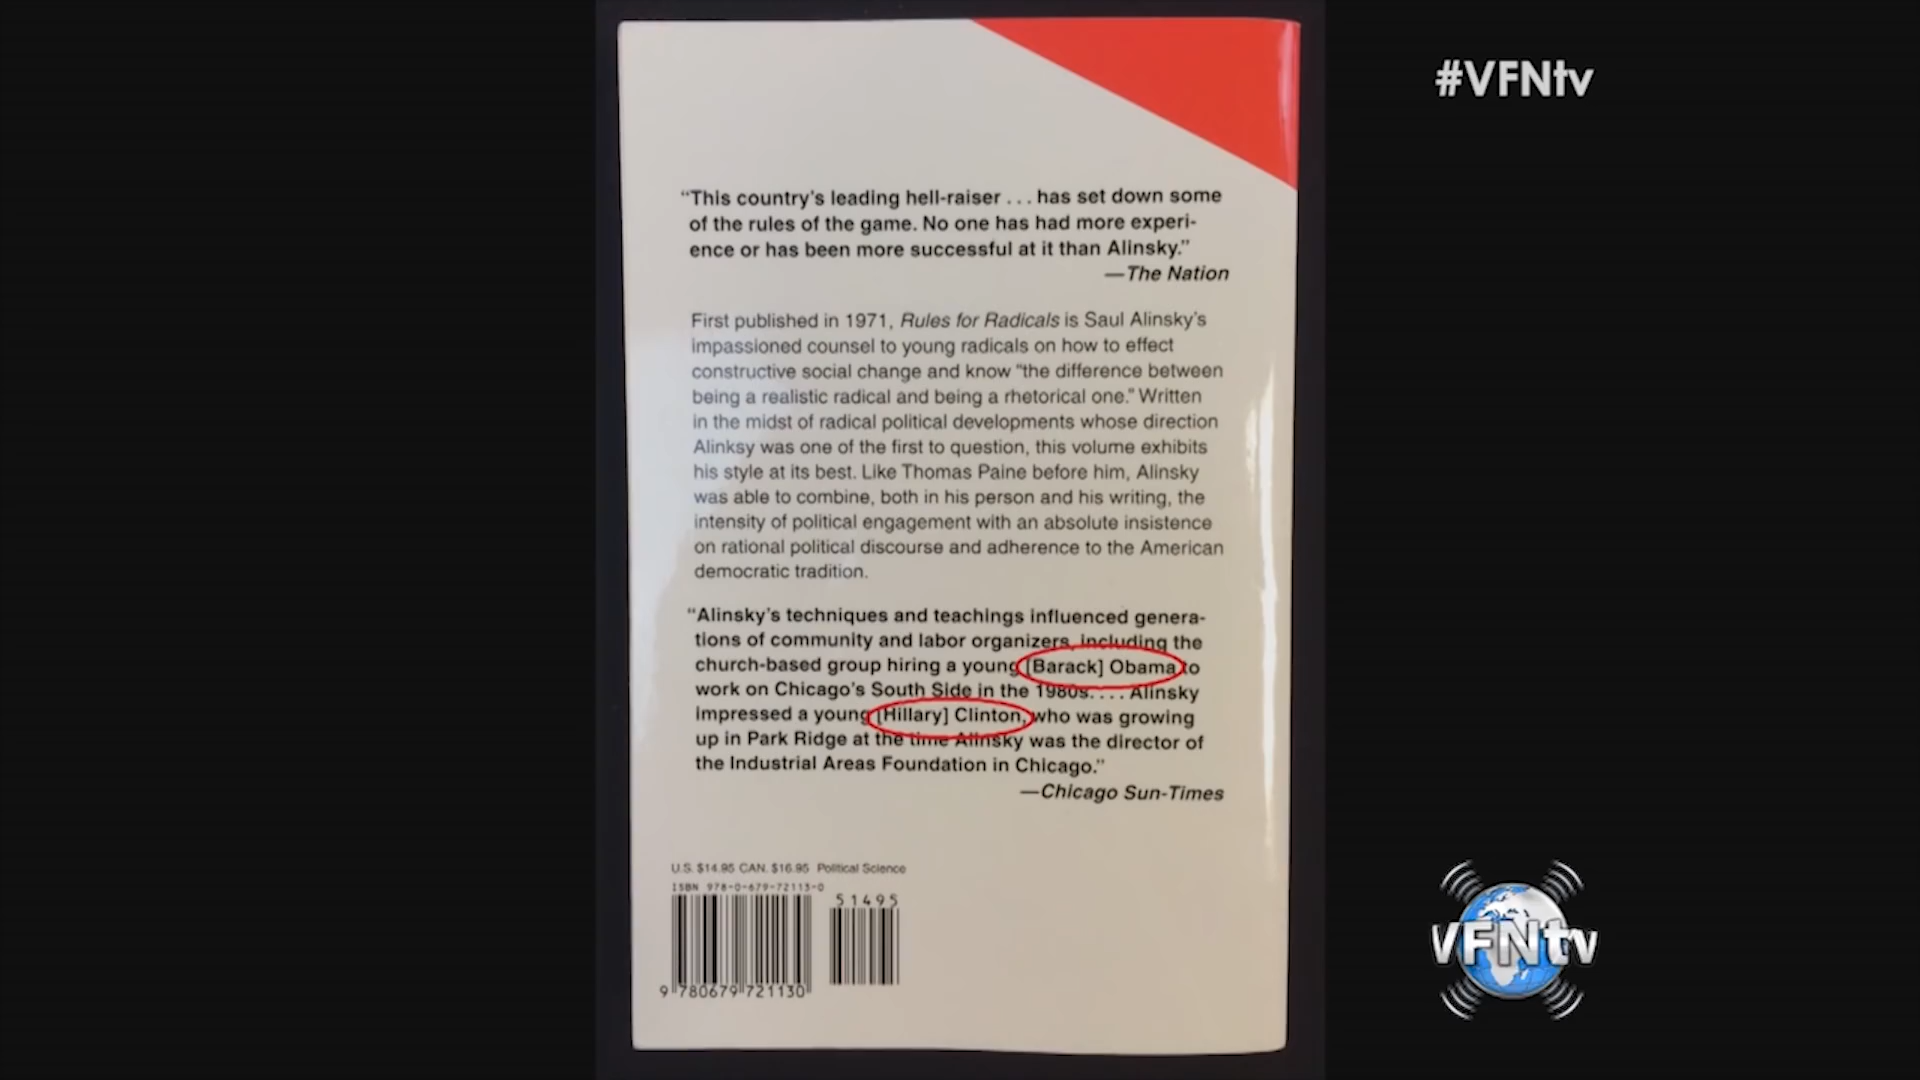 #VFNtv
“This country’s leading hell-raiser . . . has set down some
of the rules of the game. No one has had more experi-
ence or has been more successful at it than Alinsky.”
—The Nation
First published in 1971, Rules for Radicals is Saul Alinsky’s
impassioned counsel to young radicals on how to effect
constructive social change and know “the difference between
being a realistic radical and being a rhetorical one.” Written
in the midst of radical political developments whose direction
Alinksy was one of the first to question, this volume exhibits
his style at its best. Like Thomas Paine before him, Alinsky
was able to combine, both in his person and his writing, the
intensity of political engagement with an absolute insistence
on rational political discourse and adherence to the American
democratic tradition.
“Alinsky’s techniques and teachings influenced genera-
tions of community and labor organizers, including the
church-based group hiring a young [Barack] Obama to
work on Chicago’s South Side in the 1980s. . . . Alinsky
impressed a young [Hillary] Clinton, who was growing
up in Park Ridge at the time Alinsky was the director of
the Industrial Areas Foundation in Chicago.”
—Chicago Sun-Times
U.S. $14.95 CAN. $16.95 Political Science
ISBN 978-0-679-72113-0
51495
9 780679 721130
VFNtv